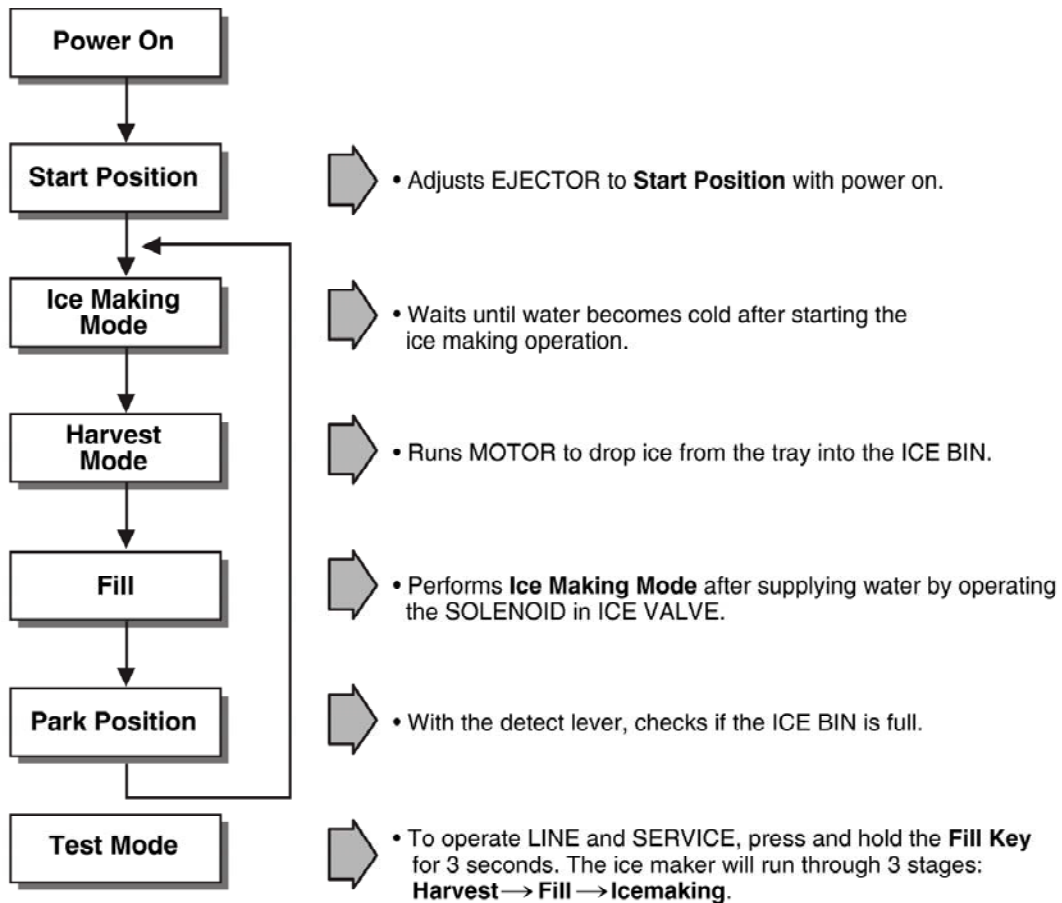 Power On
Start Position
• Adjusts EJECTOR to Start Position with power on.
Ice Making
Mode
• Waits until water becomes cold after starting the
ice making operation.
Harvest
Mode
• Runs MOTOR to drop ice from the tray into the ICE BIN.
Fill
• Performs Ice Making Mode after supplying water by operating
the SOLENOID in ICE VALVE.
Park Position
• With the detect lever, checks if the ICE BIN is full.
Test Mode
• To operate LINE and SERVICE, press and hold the Fill Key
for 3 seconds. The ice maker will run through 3 stages:
Harvest→Fill→Icemaking.